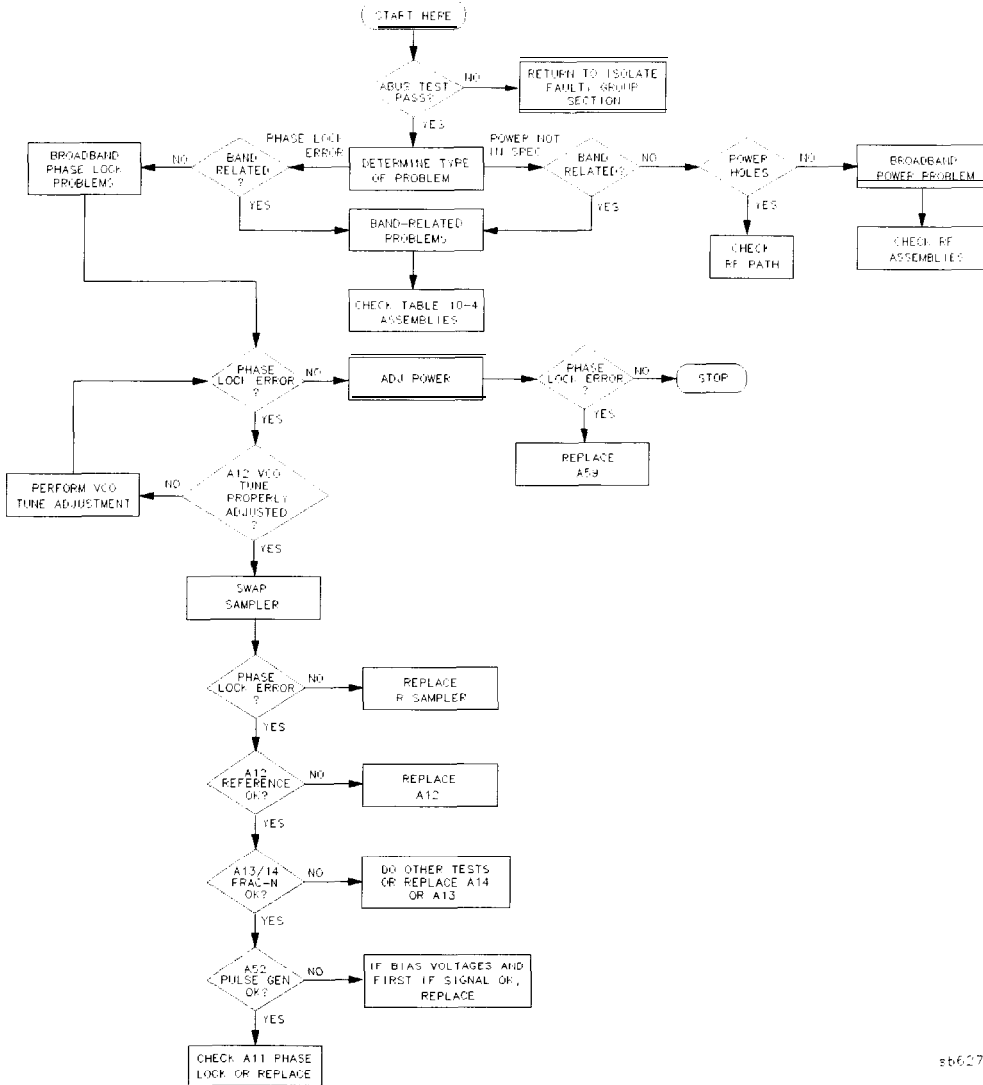 START HERE
ABUS TEST
PASS?
NO
RETURN TO ISOLATE
FAULTY GROUP
SECTION
YES
BROADBAND
PHASE LOCK
PROBLEMS
NO
BAND
RELATED
?
PHASE LOCK
ERROR
DETERMINE TYPE
OF PROBLEM
POWER NOT
IN SPEC
BAND
RELATED?
NO
POWER
HOLES
NO
BROADBAND
POWER PROBLEM
YES
YES
YES
BAND-RELATED
PROBLEMS
CHECK
RF PATH
CHECK RF
ASSEMBLIES
CHECK TABLE 10-4
ASSEMBLIES
PHASE
LOCK ERROR
?
NO
ADJ POWER
PHASE
LOCK ERROR
?
NO
STOP
YES
YES
REPLACE
A59
PERFORM VCO
TUNE ADJUSTMENT
NO
A12 VCO
TUNE
PROPERLY
ADJUSTED
?
YES
SWAP
SAMPLER
PHASE
LOCK ERROR
?
NO
REPLACE
R SAMPLER
YES
A12
REFERENCE
OK?
NO
REPLACE
A12
YES
A13/14
FRAC-N
OK?
NO
DO OTHER TESTS
OR REPLACE A14
OR A13
YES
A52
PULSE GEN
OK?
NO
IF BIAS VOLTAGES AND
FIRST IF SIGNAL OK,
REPLACE
YES
CHECK A11 PHASE
LOCK OR REPLACE
sb627